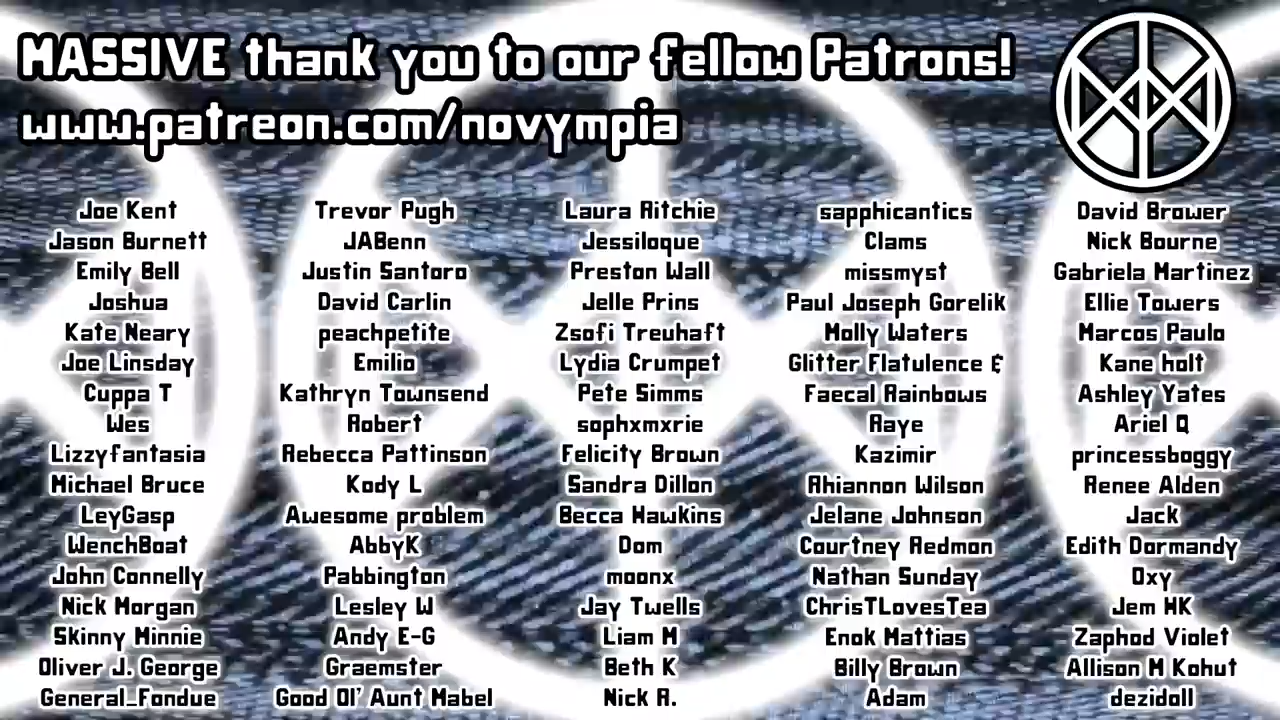 MASSIVE thank you to our fellow Patrons!
www.patreon.com/novympia
Joe Kent
Jason Burnett
Emily Bell
Joshua
Kate Neary
Joe Linsday
Cuppa T
Wes
Lizzyfantasia
Michael Bruce
LeyGasp
WenchBoat
John Connelly
Nick Morgan
Skinny Minnie
Oliver J. George
General_Fondue
Trevor Pugh
JABenn
Justin Santoro
David Carlin
peachpetite
Emilio
Kathryn Townsend
Robert
Rebecca Pattinson
Kody L
Awesome problem
AbbyK
Pabbington
Lesley W
Andy E-G
Graemster
Good Ol' Aunt Mabel
Laura Ritchie
Jessiloque
Preston Wall
Jelle Prins
Zsofi Treuhaft
Lydia Crumpet
Pete Simms
sophxmxrie
Felicity Brown
Sandra Dillon
Becca Hawkins
Dom
moonx
Jay Twells
Liam M
Beth K
Nick R.
sapphicantics
Clams
missmyst
Paul Joseph Gorelik
Molly Waters
Glitter Flatulence &
Faecal Rainbows
Raye
Kazimir
Rhiannon Wilson
Jelane Johnson
Courtney Redmon
Nathan Sunday
ChrisTLovesTea
Enok Mattias
Billy Brown
Adam
David Brower
Nick Bourne
Gabriela Martinez
Ellie Towers
Marcos Paulo
Kane holt
Ashley Yates
Ariel Q
princessboggy
Renee Alden
Jack
Edith Dormandy
Oxy
Jem HK
Zaphod Violet
Allison M Kohut
dezidoll